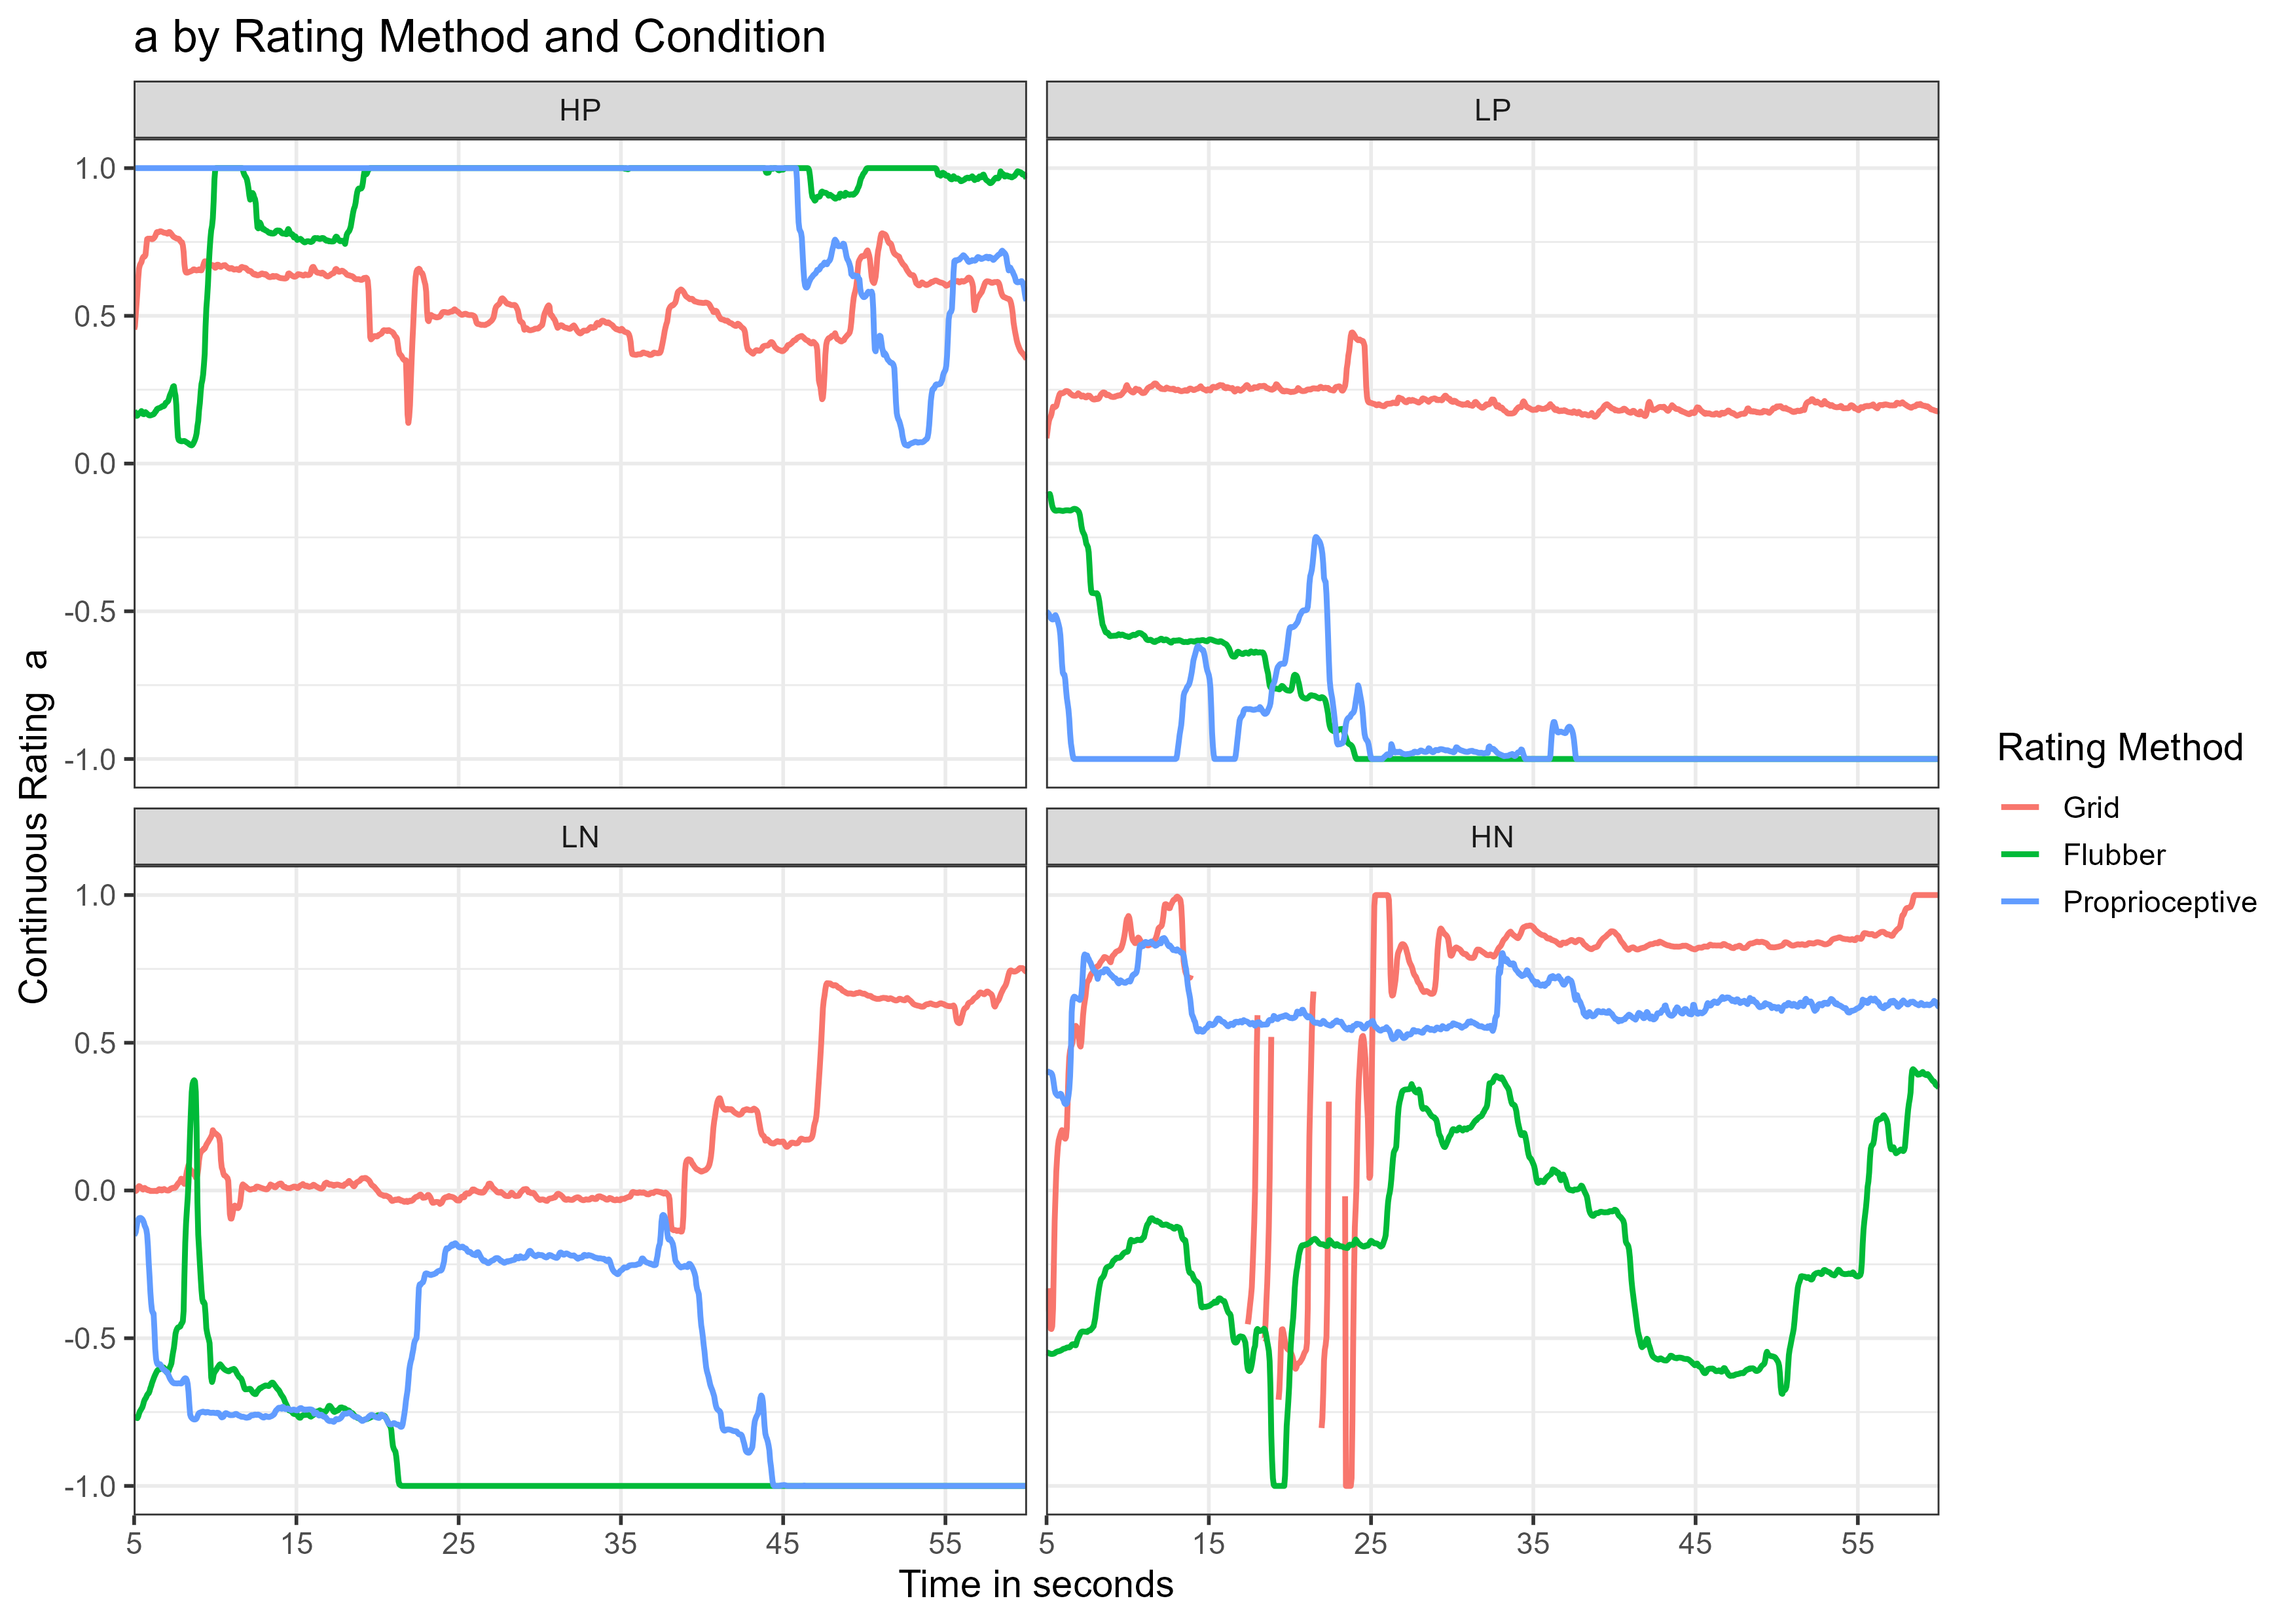 a by Rating Method and Condition
HP
LP
1.0
0.5
0.0
-0.5
-1.0
LN
HN
1.0
0.5
0.0
-0.5
-1.0
5 15 25 35 45 55
5 15 25 35 45 55
Time in seconds
Continuous Rating a
Rating Method
Grid
Flubber
Proprioceptive